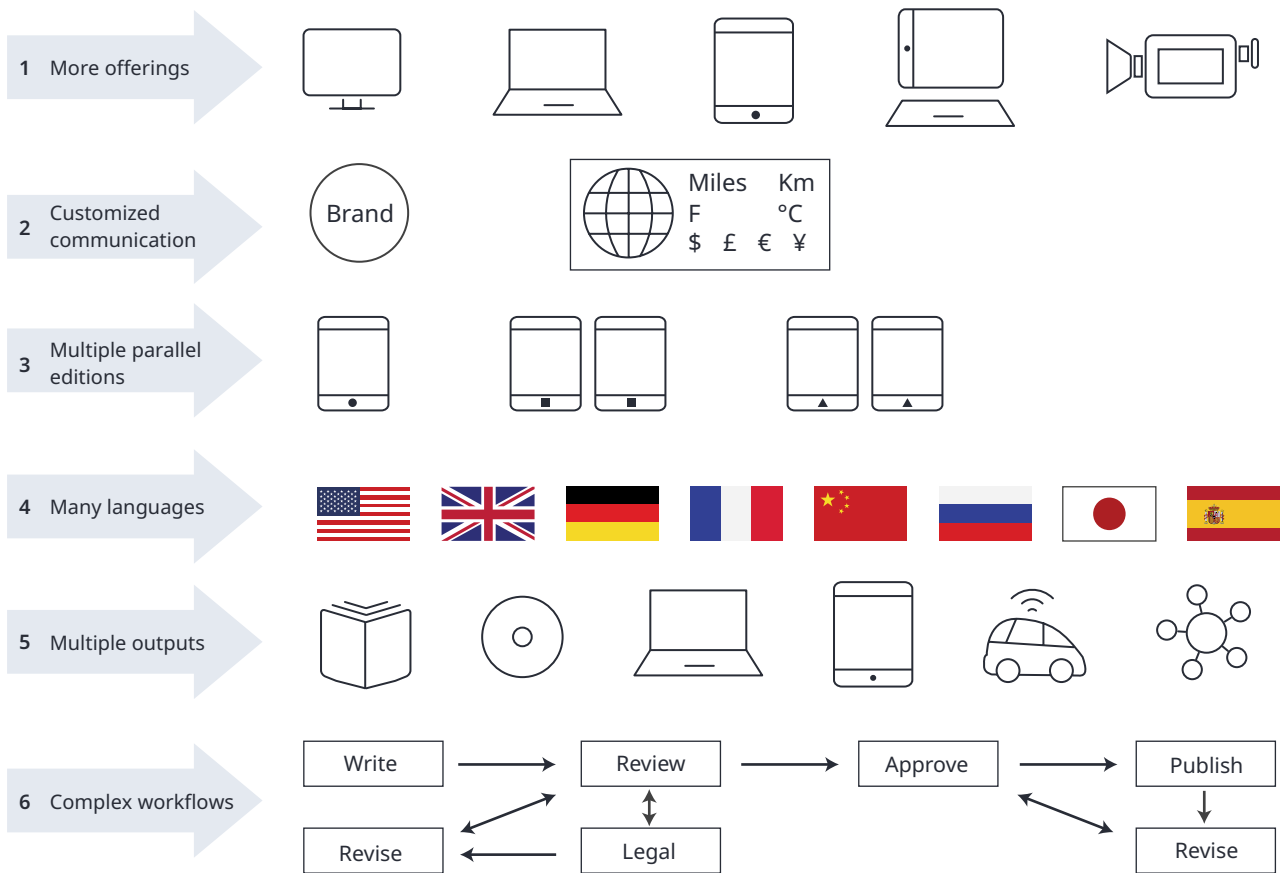 1 More offerings
Brand
Miles Km
F °C
$ £ € ¥
2 Customized
communication
3 Multiple parallel
editions
4 Many languages
5 Multiple outputs
6 Complex workflows
Write Review Approve Publish
Revise Legal Revise